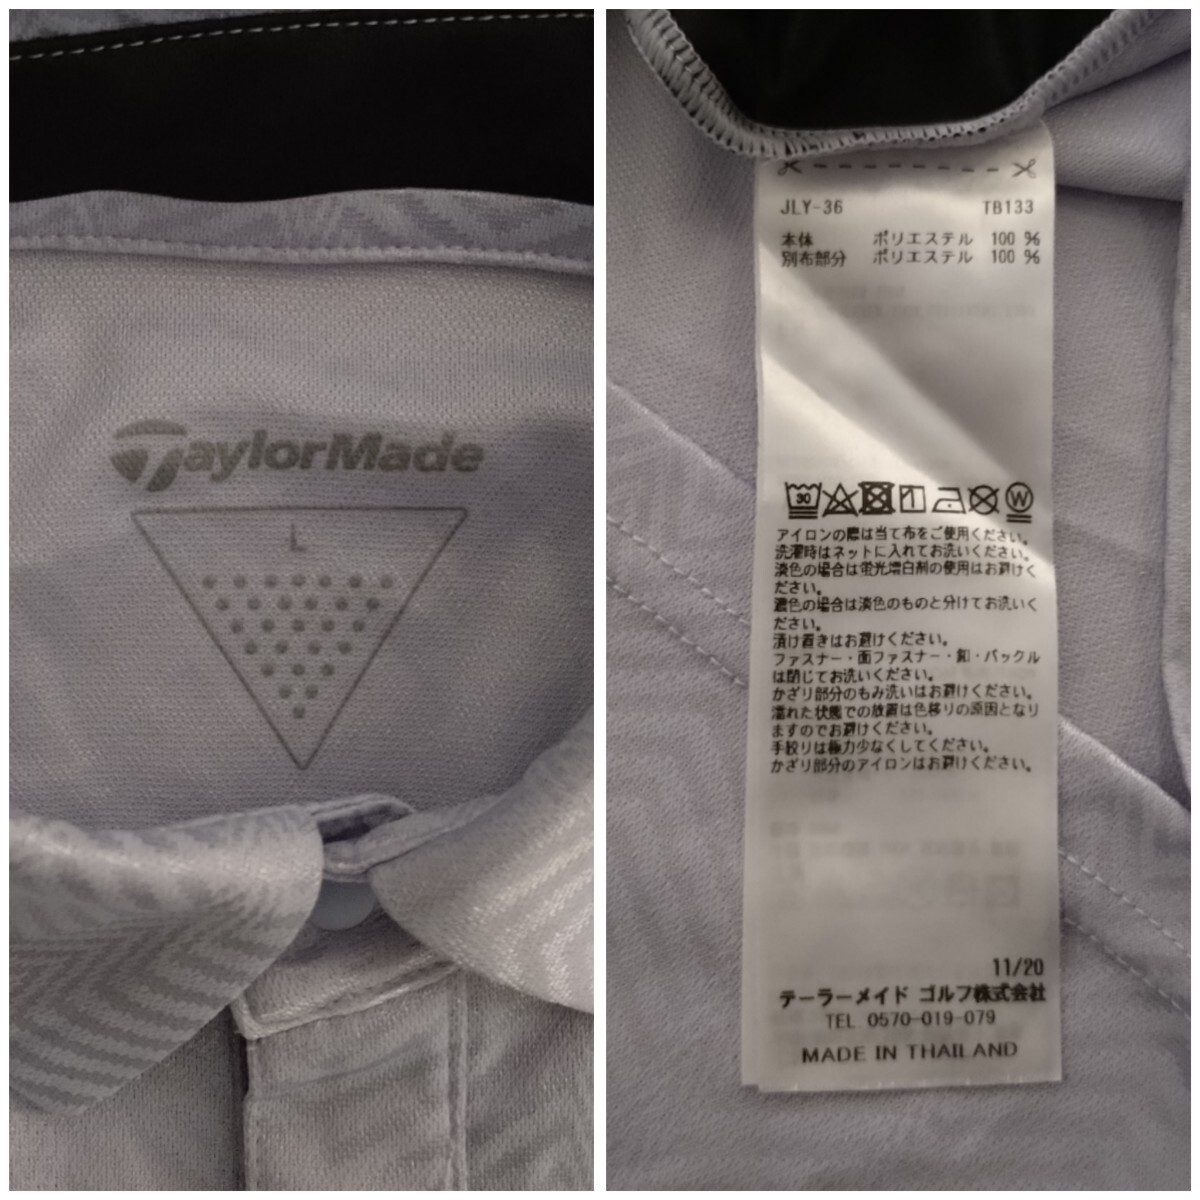 TaylorMade
L
JLY-36 TB133
本体 ポリエステル 100 %
別布部分 ポリエステル 100 %
30 W
アイロンの際は当て布をご使用ください。
洗濯時はネットに入れてお洗いください。
淡色の場合は蛍光増白剤の使用はお避けく
ださい。
濃色の場合は淡色のものと分けてお洗いく
ださい。
漬け置きはお避けください。
ファスナー・面ファスナー・釦・バックル
は閉じてお洗いください。
かざり部分のもみ洗いはお避けください。
濡れた状態での放置は色移りの原因となり
ますのでお避けください。
手絞りは極力少なくしてください。
かざり部分のアイロンはお避けください。
11/20
テーラーメイド ゴルフ株式会社
TEL 0570-019-079
MADE IN THAILAND